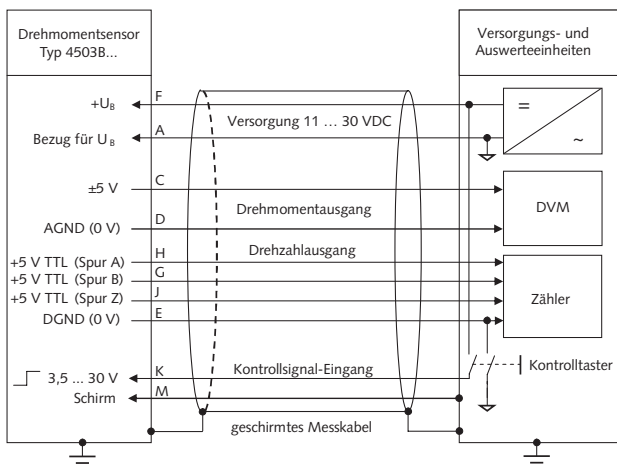 Drehmomentsensor
Typ 4503B...
Versorgungs- und
Auswerteeinheiten
+UB
F
Versorgung 11 ... 30 VDC
=
~
Bezug für UB
A
±5 V
C
Drehmomentausgang
DVM
AGND (0 V)
D
Drehzahlausgang
+5 V TTL (Spur A)
H
+5 V TTL (Spur B)
G
+5 V TTL (Spur Z)
J
Zähler
DGND (0 V)
E
3,5 ... 30 V
K
Kontrollsignal-Eingang
Kontrolltaster
Schirm
M
geschirmtes Messkabel